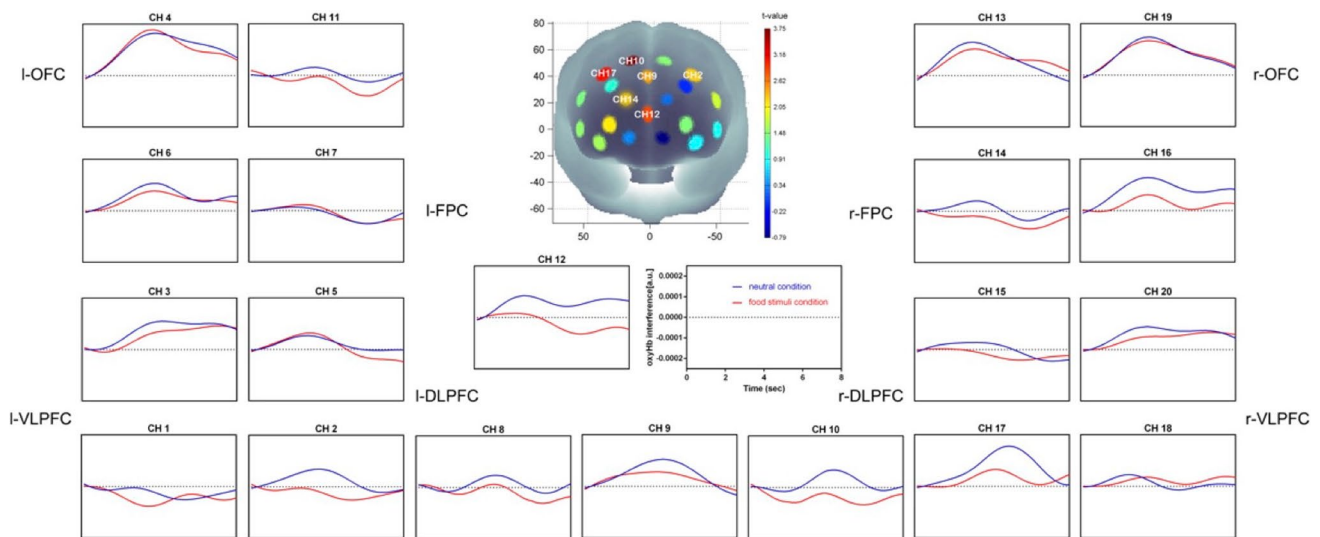 CH 4
CH 11
l-OFC
CH 6
CH 7
l-FPC
CH 3
CH 5
l-DLPFC
l-VLPFC
CH 1
CH 2
CH 8
CH 9
CH 10
CH 17
CH 18
80
60
40
20
0
-20
-40
-60
50
0
-50
CH10
CH17
CH9
CH2
CH14
CH12
t-value
3.75
3.18
2.62
2.05
1.48
0.91
0.34
-0.22
-0.79
CH 12
oxyHb interference[a.u.]
0.0002
0.0001
0.0000
-0.0001
-0.0002
neutral condition
food stimuli condition
0 2 4 6 8
Time (sec)
CH 13
CH 19
r-OFC
CH 14
CH 16
r-FPC
CH 15
CH 20
r-DLPFC
r-VLPFC